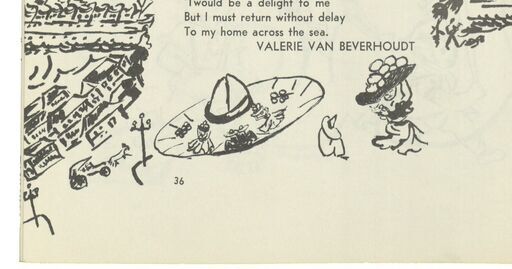 'Twould be a delight to me
But I must return without delay
To my home across the sea.
VALERIE VAN BEVERHOUDT
36